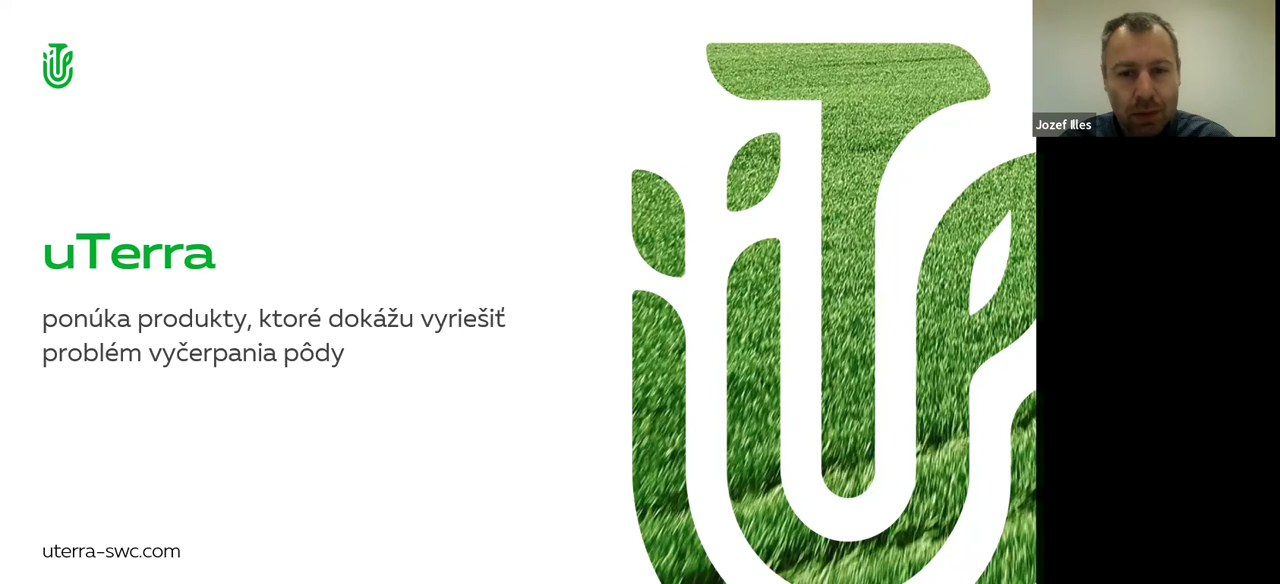 uTerra
ponúka produkty, ktoré dokážu vyriešiť
problém vyčerpania pôdy
uterra-swc.com
Jozef Illes